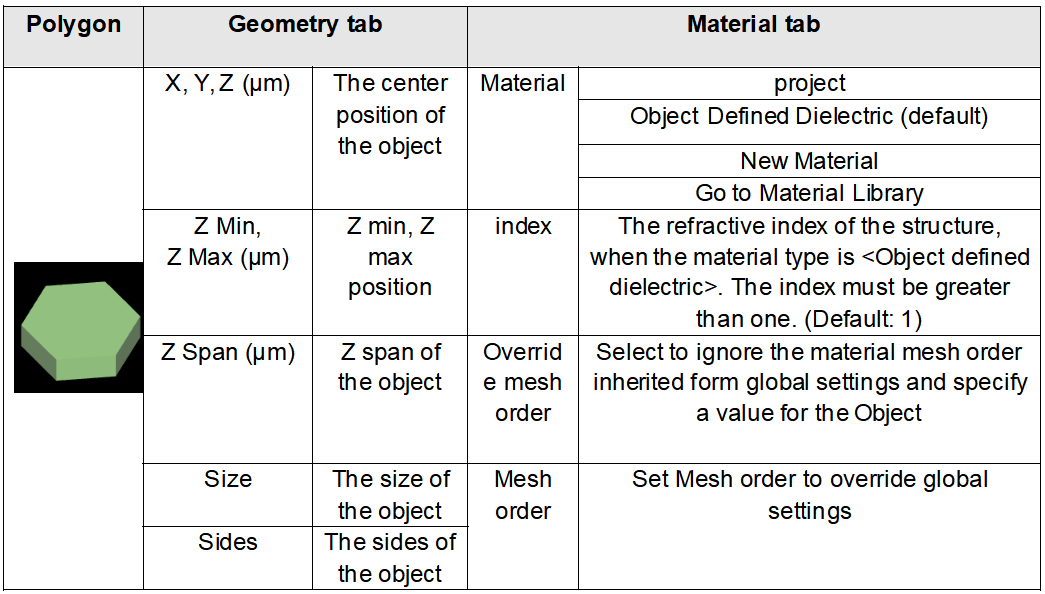 Polygon
Geometry tab
Material tab
X, Y, Z (µm)
The center
position of
the object
Material
project
Object Defined Dielectric (default)
New Material
Go to Material Library
Z Min,
Z Max (µm)
Z min, Z
max
position
index
The refractive index of the structure,
when the material type is <Object defined
dielectric>. The index must be greater
than one. (Default: 1)
Z Span (µm)
Z span of
the object
Overrid
e mesh
order
Select to ignore the material mesh order
inherited form global settings and specify
a value for the Object
Size
The size of
the object
Mesh
order
Set Mesh order to override global
settings
Sides
The sides of
the object